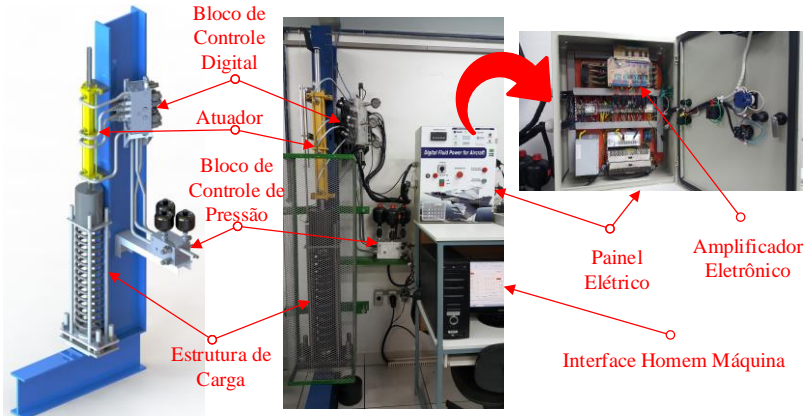 Bloco de
Controle
Digital
Atuador
Bloco de
Controle de
Pressão
Estrutura de
Carga
Digital Fluid Power for Aircraft
Painel
Elétrico
Amplificador
Eletrônico
Interface Homem Máquina